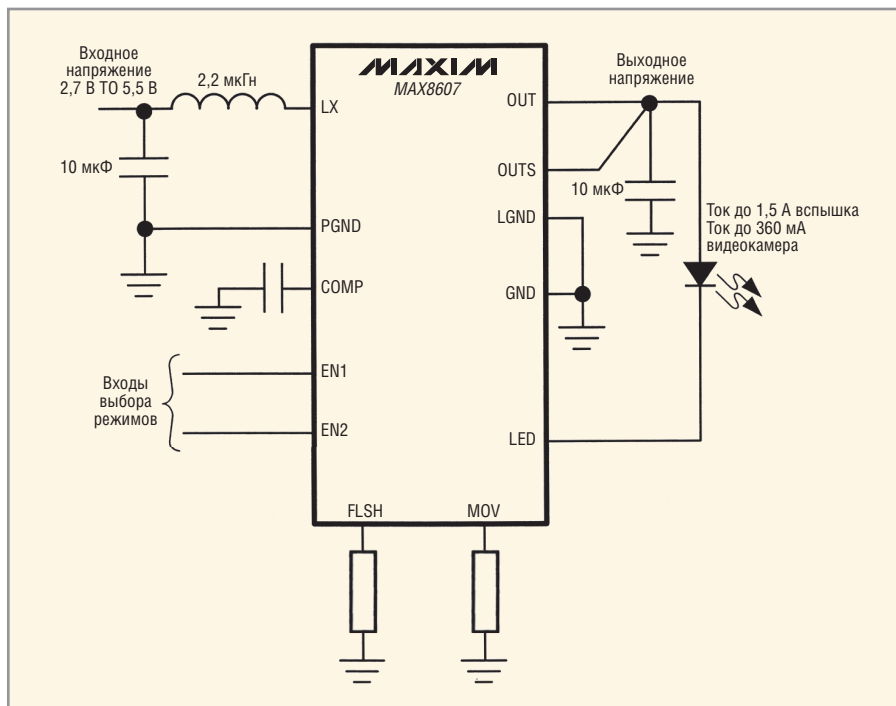 Входное
напряжение
2,7 В ТО 5,5 В
2,2 мкГн
10 мкФ
MAXIM
MAX8607
LX
PGND
COMP
EN1
EN2
Входы
выбора
режимов
FLSH
MOV
OUT
OUTS
LGND
GND
LED
Выходное
напряжение
10 мкФ
Ток до 1,5 А вспышка
Ток до 360 мА
видеокамера